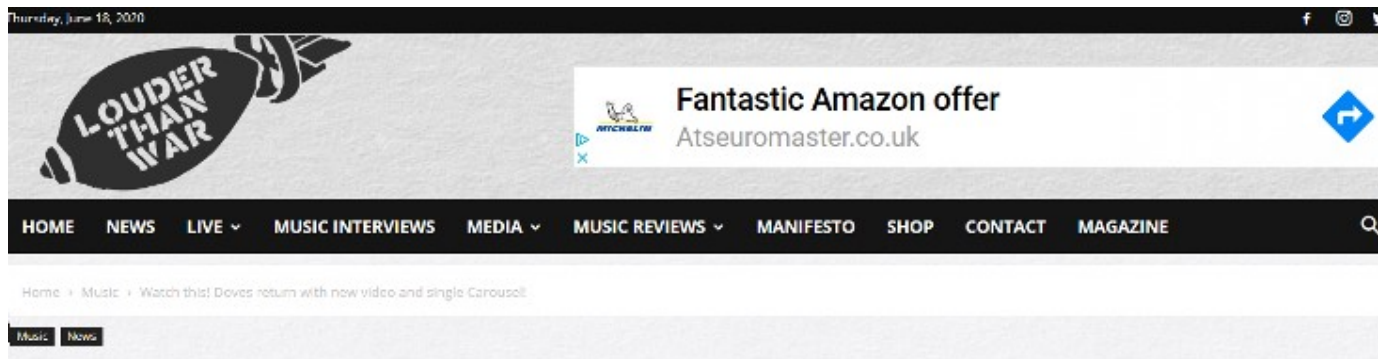 Thursday, June 18, 2020
LOUDER
THAN
WAR
MICHELIN
Fantastic Amazon offer
Atseuromaster.co.uk
HOME NEWS LIVE MUSIC INTERVIEWS MEDIA MUSIC REVIEWS MANIFESTO SHOP CONTACT MAGAZINE
Home › Music › Watch this! Doves return with new video and single Carousel!
Music News